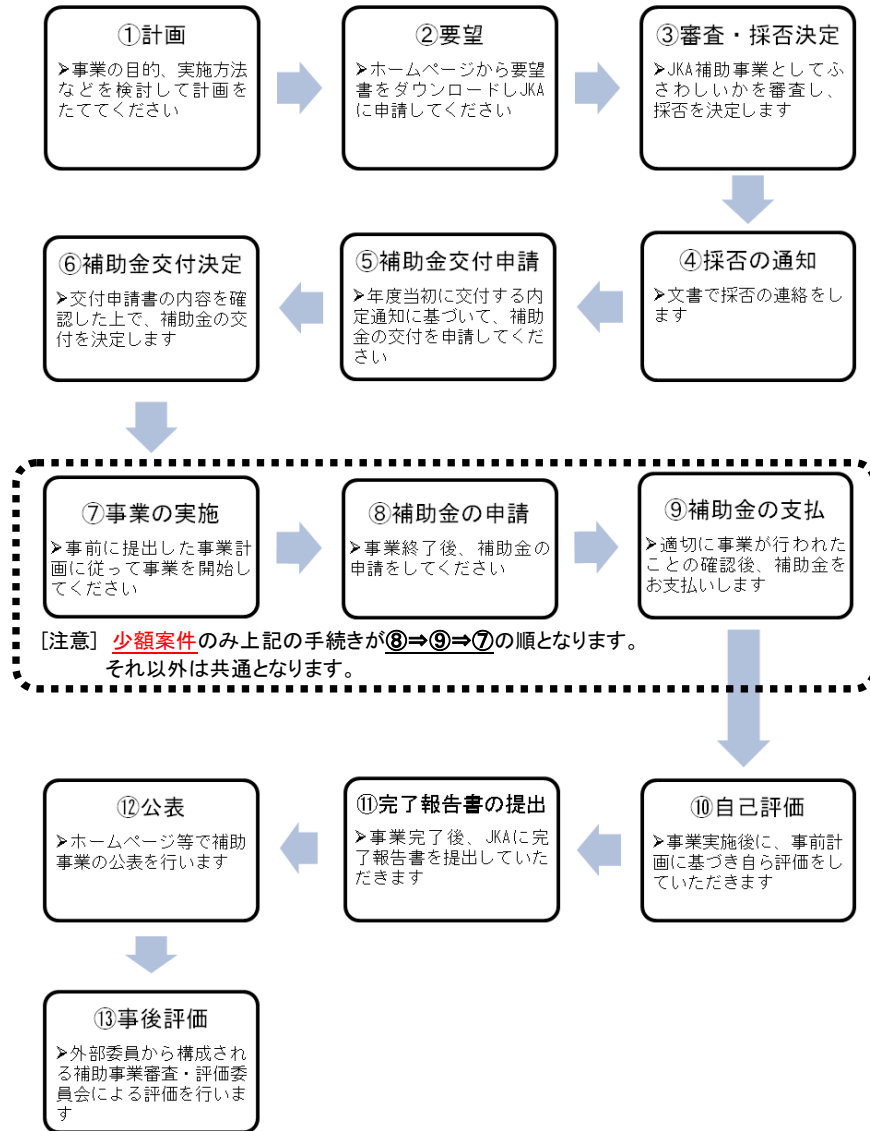 ①計画
➢事業の目的、実施方法
などを検討して計画を
たててください
②要望
➢ホームページから要望
書をダウンロードしJKA
に申請してください
③審査・採否決定
➢JKA補助事業としてふ
さわしいかを審査し、
採否を決定します
④採否の通知
➢文書で採否の連絡をし
ます
⑤補助金交付申請
➢年度当初に交付する内
定通知に基づいて、補助
金の交付を申請してくだ
さい
⑥補助金交付決定
➢交付申請書の内容を確
認した上で、補助金の交
付を決定します
⑦事業の実施
➢事前に提出した事業計
画に従って事業を開始し
てください
⑧補助金の申請
➢事業終了後、補助金の
申請をしてください
⑨補助金の支払
➢適切に事業が行われた
ことの確認後、補助金を
お支払いします
[注意] 少額案件のみ上記の手続きが⑧⇒⑨⇒⑦の順となります。
それ以外は共通となります。
⑩自己評価
➢事業実施後に、事前計
画に基づき自ら評価をし
ていただきます
⑪完了報告書の提出
➢事業完了後、JKAに完
了報告書を提出していた
だきます
⑫公表
➢ホームページ等で補助
事業の公表を行います
⑬事後評価
➢外部委員から構成され
る補助事業審査・評価委
員会による評価を行いま
す